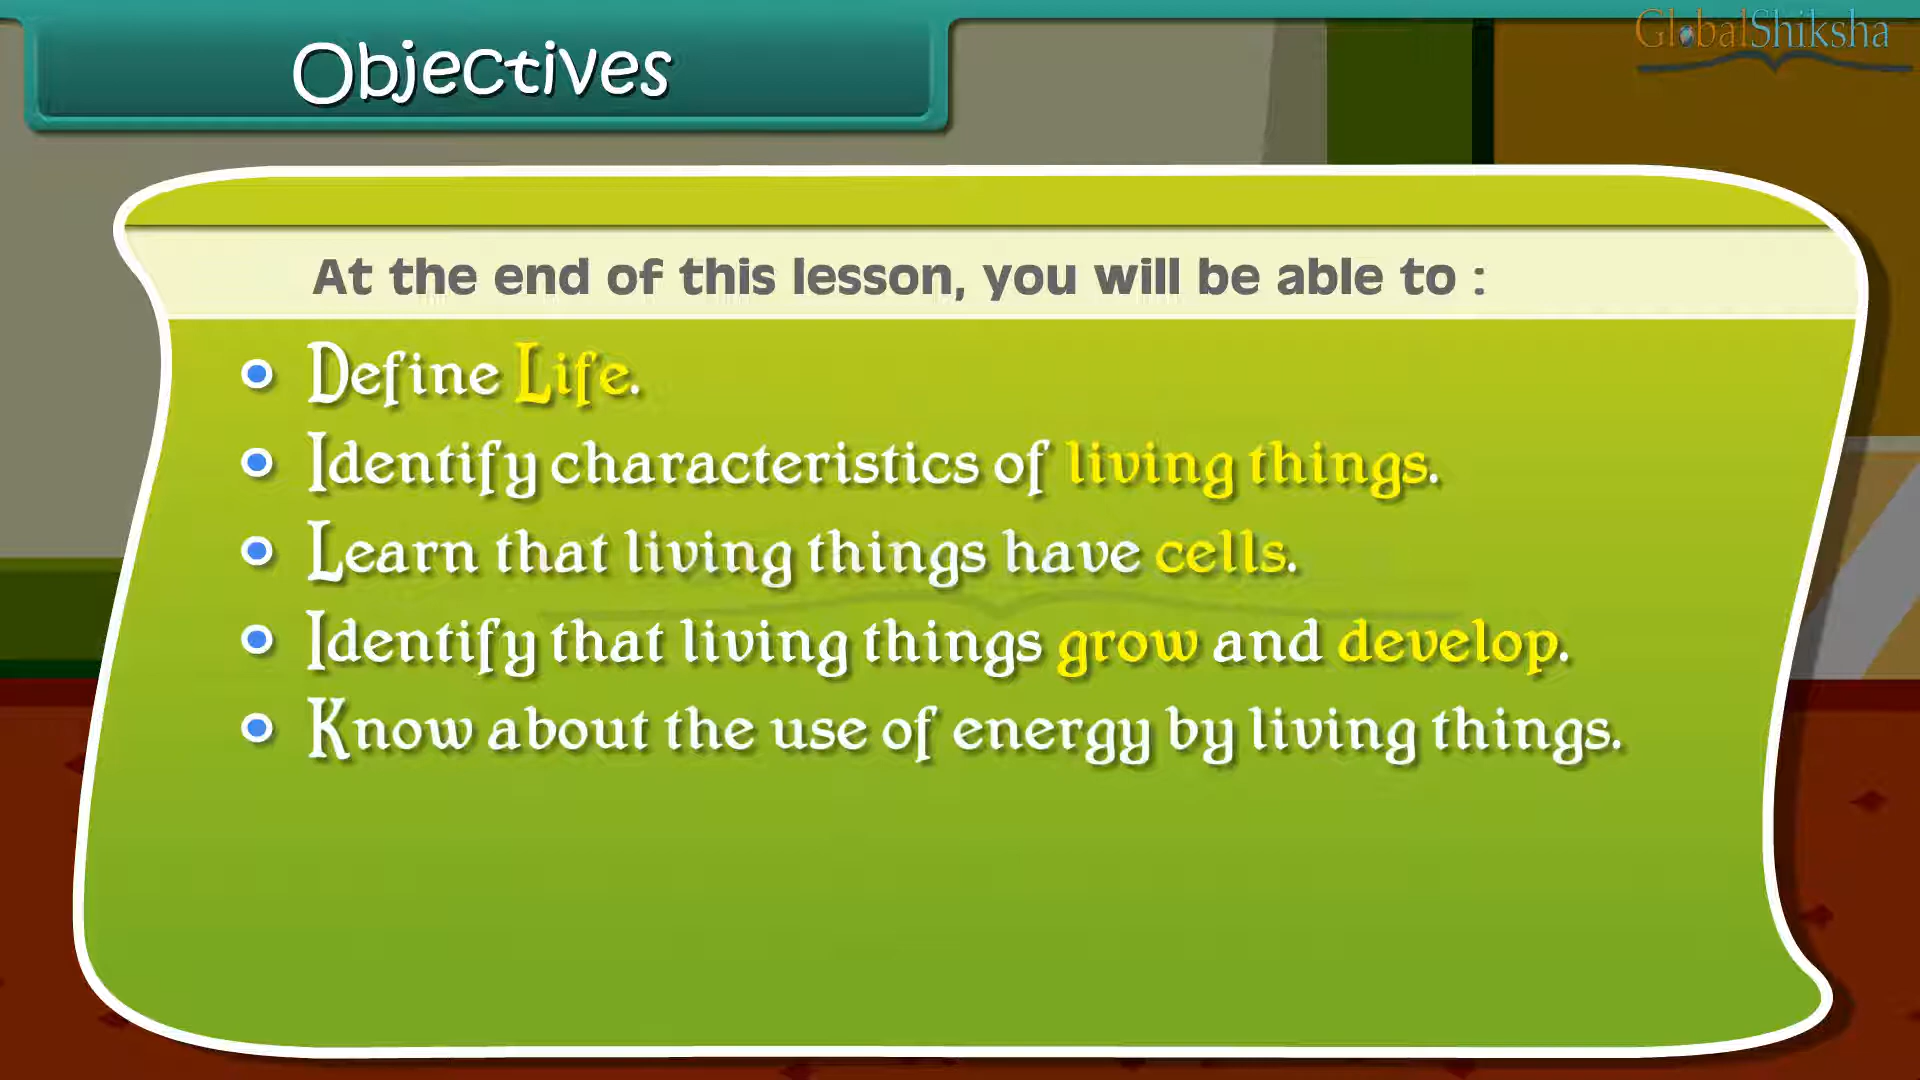 Objectives
GlobalShiksha
At the end of this lesson, you will be able to :
Define Life.
Identify characteristics of living things.
Learn that living things have cells.
Identify that living things grow and develop.
Know about the use of energy by living things.